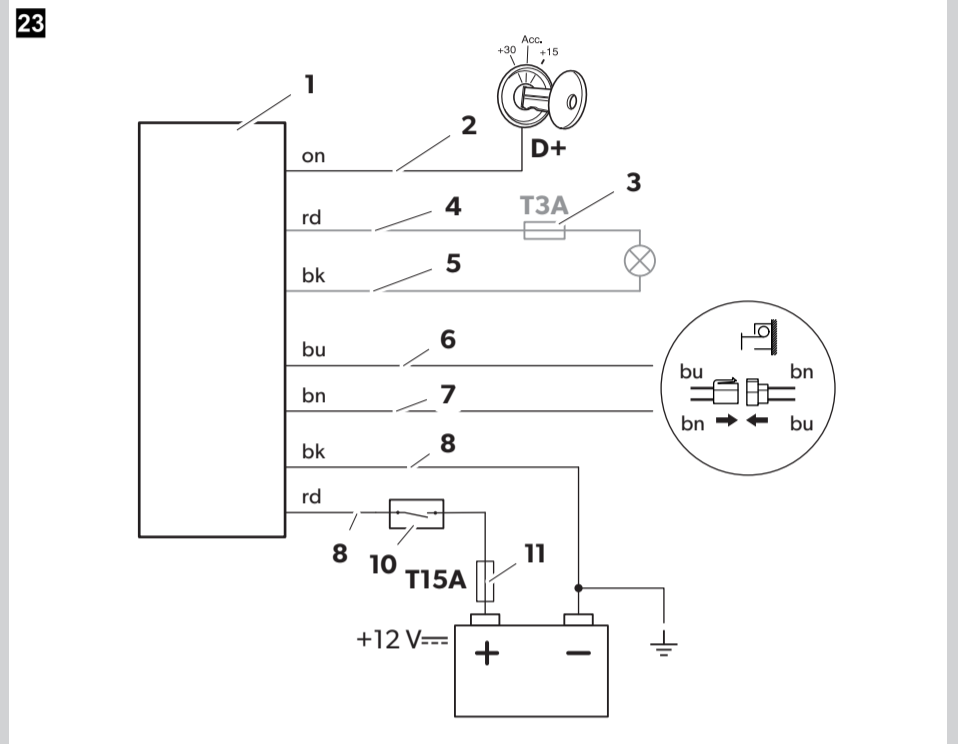 23
Acc.
+30
+15
1
2
on
D+
3
4
T3A
rd
5
bk
6
bu
bu
bn
7
bn
bn
bu
8
bk
rd
8
10
11
T15A
+12 V⎓
+ −